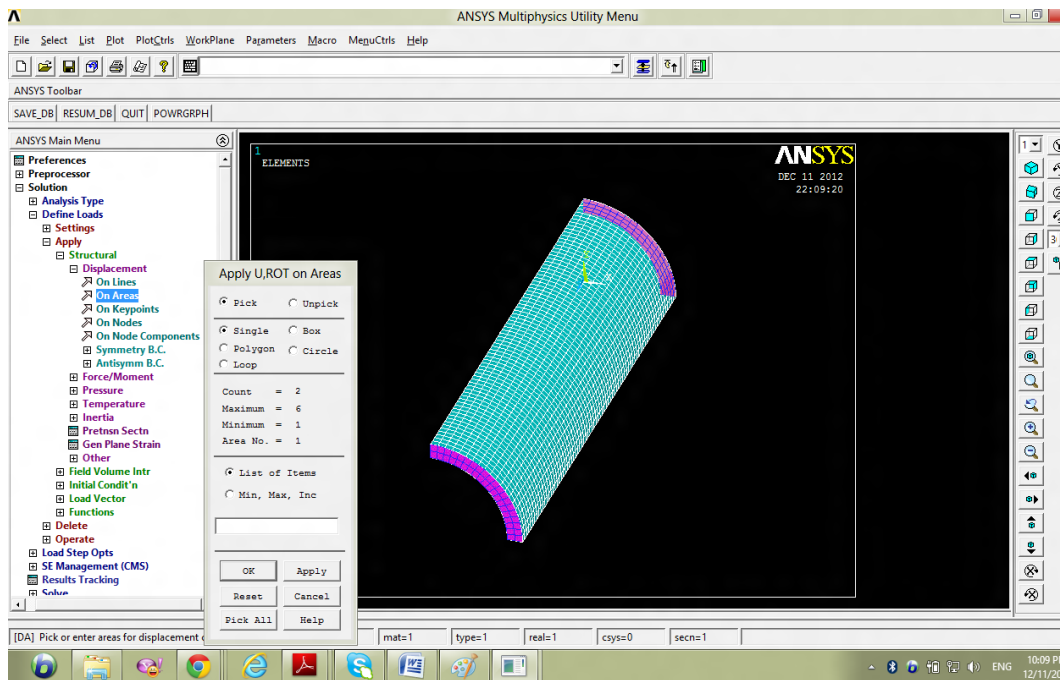 ANSYS Multiphysics Utility Menu
File Select List Plot PlotCtrls WorkPlane Parameters Macro MenuCtrls Help
ANSYS Toolbar
SAVE_DB RESUM_DB QUIT POWRGRPH
ANSYS Main Menu
Preferences
Preprocessor
Solution
Analysis Type
Define Loads
Settings
Apply
Structural
Displacement
On Lines
On Areas
On Keypoints
On Nodes
On Node Components
Symmetry B.C.
Antisymm B.C.
Force/Moment
Pressure
Temperature
Inertia
Pretnsn Sectn
Gen Plane Strain
Other
Field Volume Intr
Initial Condit'n
Load Vector
Functions
Delete
Operate
Load Step Opts
SE Management (CMS)
Results Tracking
Solve
Apply U,ROT on Areas
Pick Unpick
Single Box
Polygon Circle
Loop
Count = 2
Maximum = 6
Minimum = 1
Area No. = 1
List of Items
Min, Max, Inc
OK Apply
Reset Cancel
Pick All Help
1
ELEMENTS
ANSYS
DEC 11 2012
22:09:20
1
3
[DA] Pick or enter areas for displacement
mat=1 type=1 real=1 csys=0 secn=1
ENG
10:09 PM
12/11/20